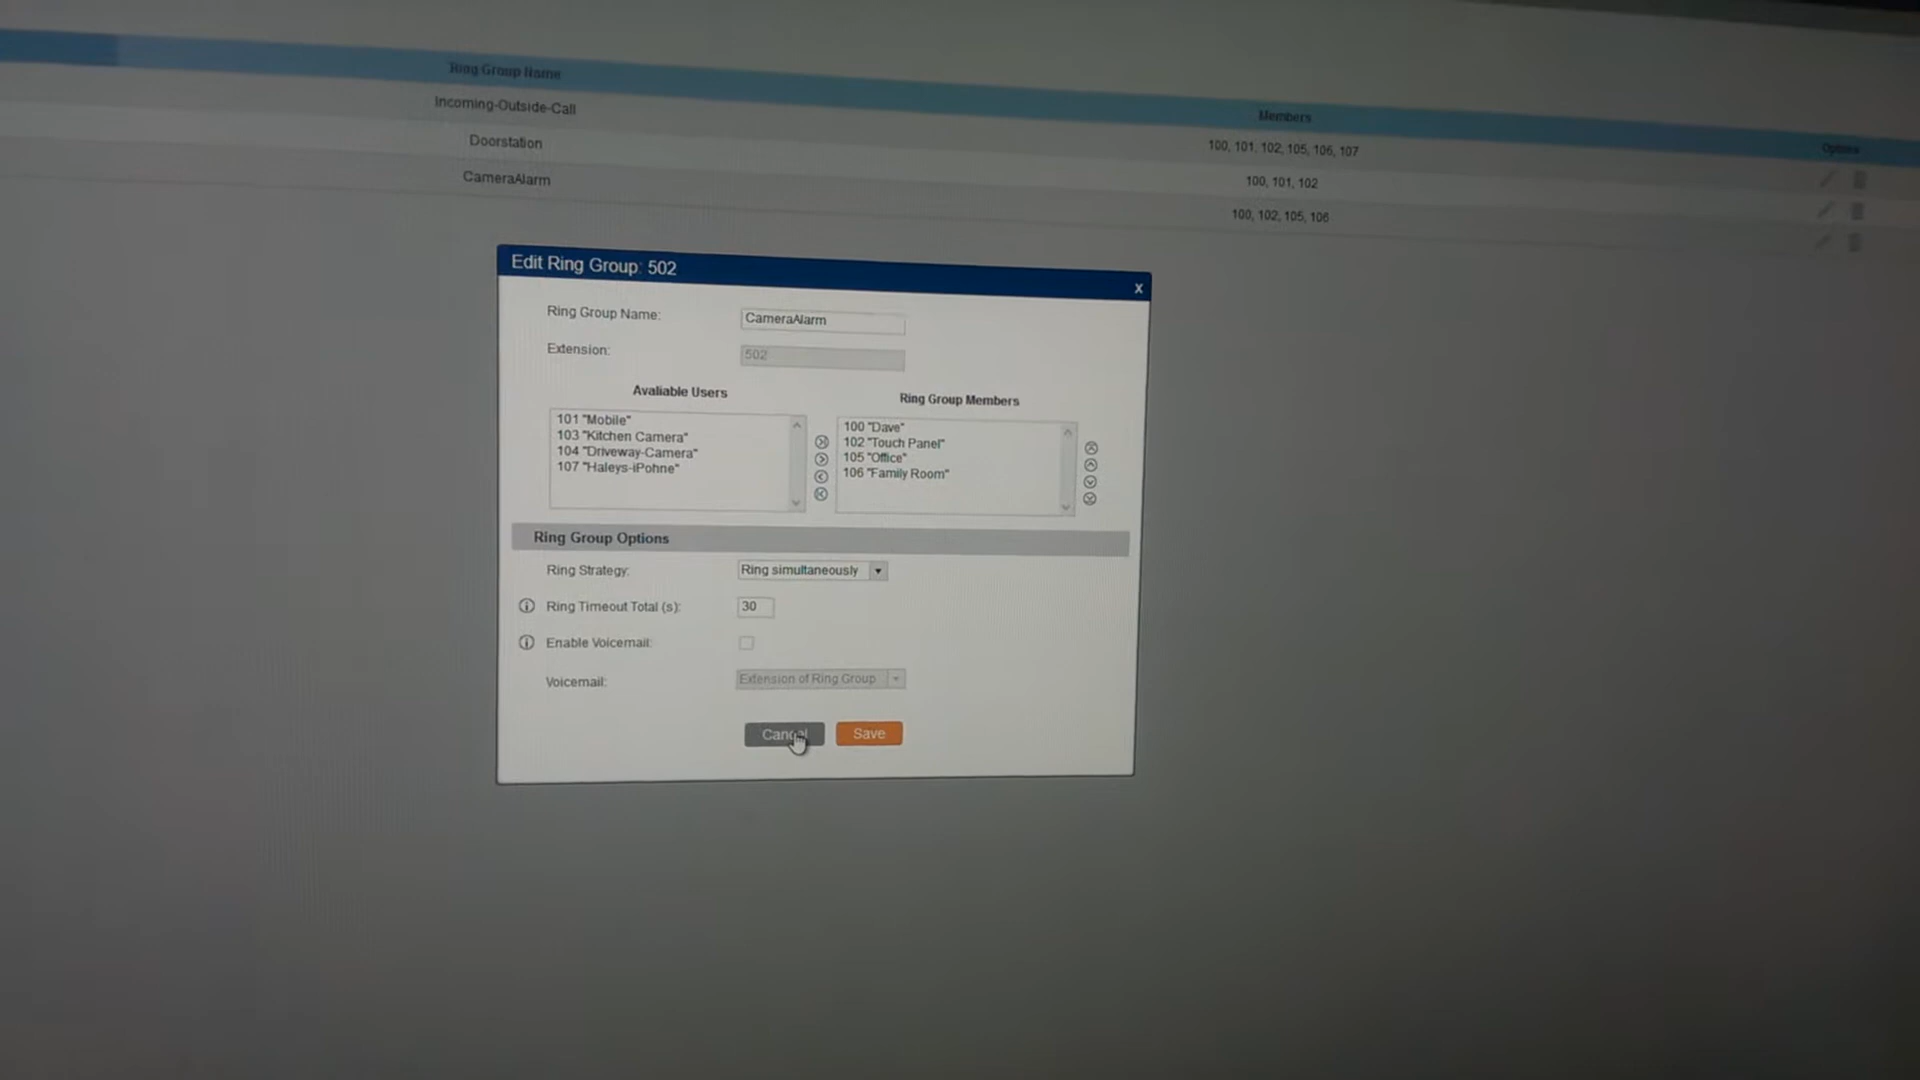 Ring Group Name
Members
Options
Incoming-Outside-Call
100, 101, 102, 105, 106, 107
Doorstation
100, 101, 102
CameraAlarm
100, 102, 105, 106
Edit Ring Group: 502
x
Ring Group Name:
CameraAlarm
Extension:
502
Avaliable Users
Ring Group Members
101 "Mobile"
103 "Kitchen Camera"
104 "Driveway-Camera"
107 "Haleys-iPohne"
100 "Dave"
102 "Touch Panel"
105 "Office"
106 "Family Room"
Ring Group Options
Ring Strategy:
Ring simultaneously
Ring Timeout Total (s):
30
Enable Voicemail:
Voicemail:
Extension of Ring Group
Cancel
Save